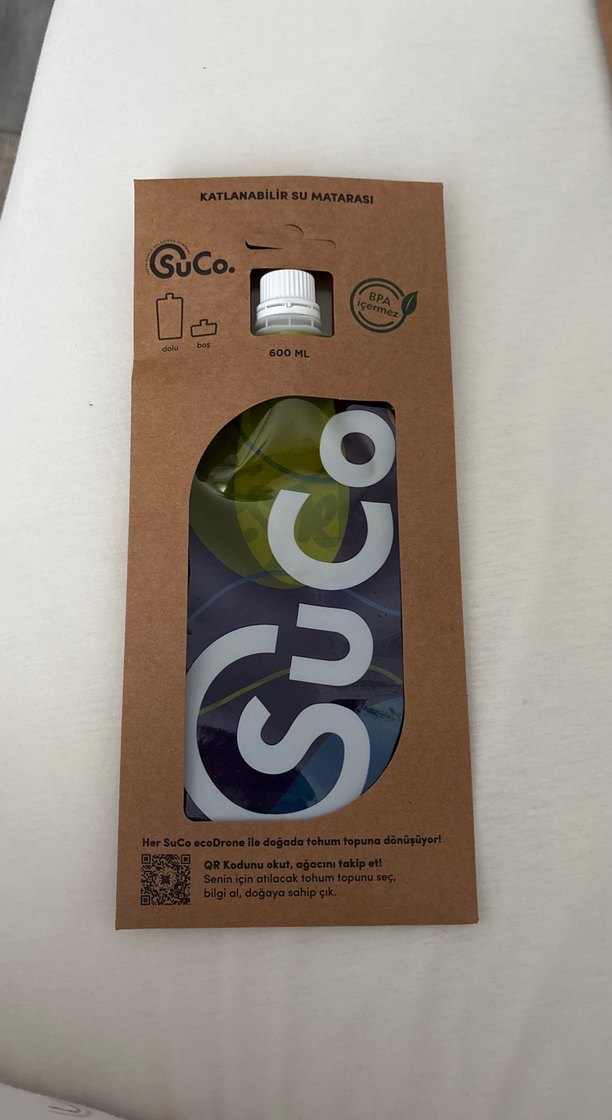 KATLANABİLİR SU MATARASI
SuCo.
BPA
içermez
dolu
boş
600 ML
SuCo
Her SuCo ecoDrone ile doğada tohum topuna dönüşüyor!
QR Kodunu okut, ağacını takip et!
Senin için atılacak tohum topunu seç,
bilgi al, doğaya sahip çık.